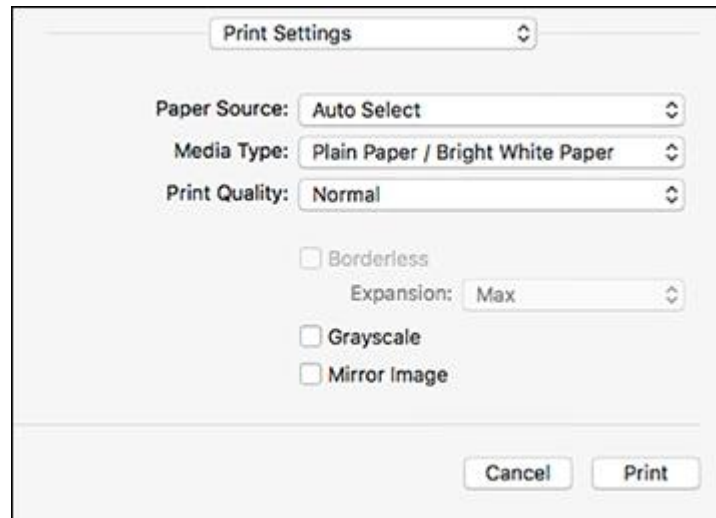 Print Settings
Paper Source: Auto Select
Media Type: Plain Paper / Bright White Paper
Print Quality: Normal
Borderless
Expansion: Max
Grayscale
Mirror Image
Cancel Print